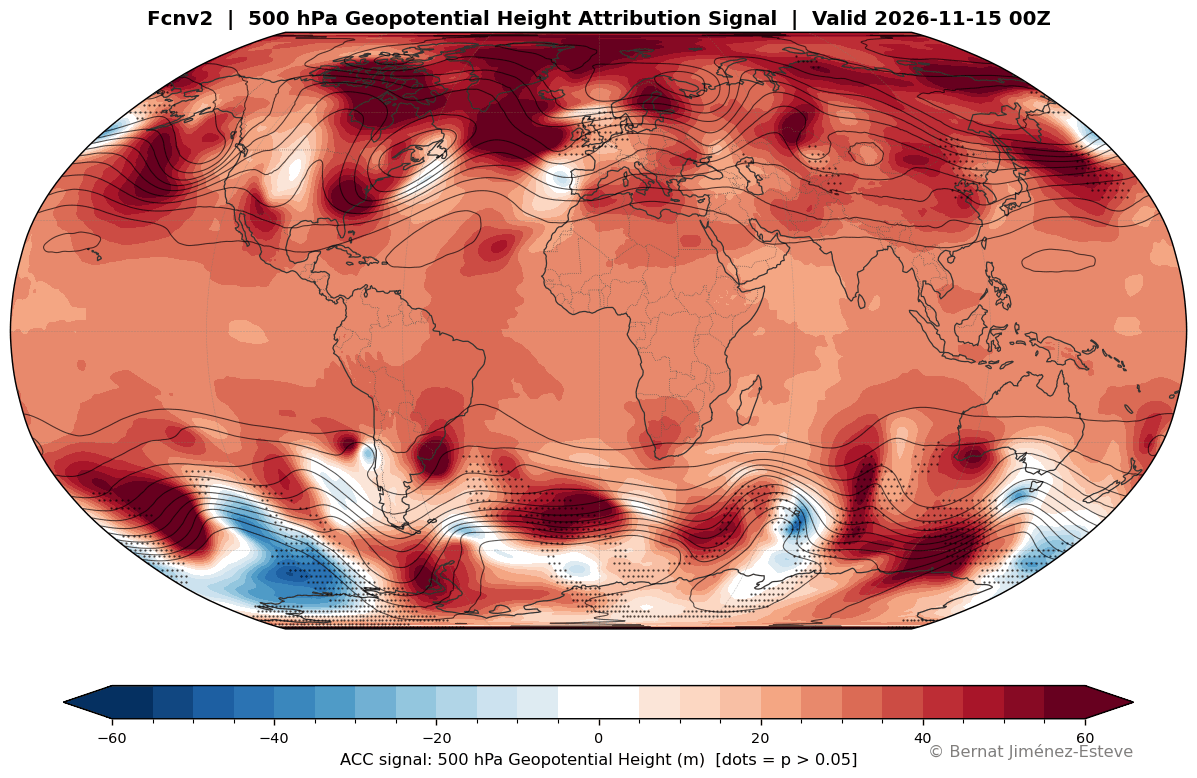 Fcnv2 | 500 hPa Geopotential Height Attribution Signal | Valid 2026-11-15 00Z
−60 −40 −20 0 20 40 60
ACC signal: 500 hPa Geopotential Height (m) [dots = p > 0.05]
© Bernat Jiménez-Esteve